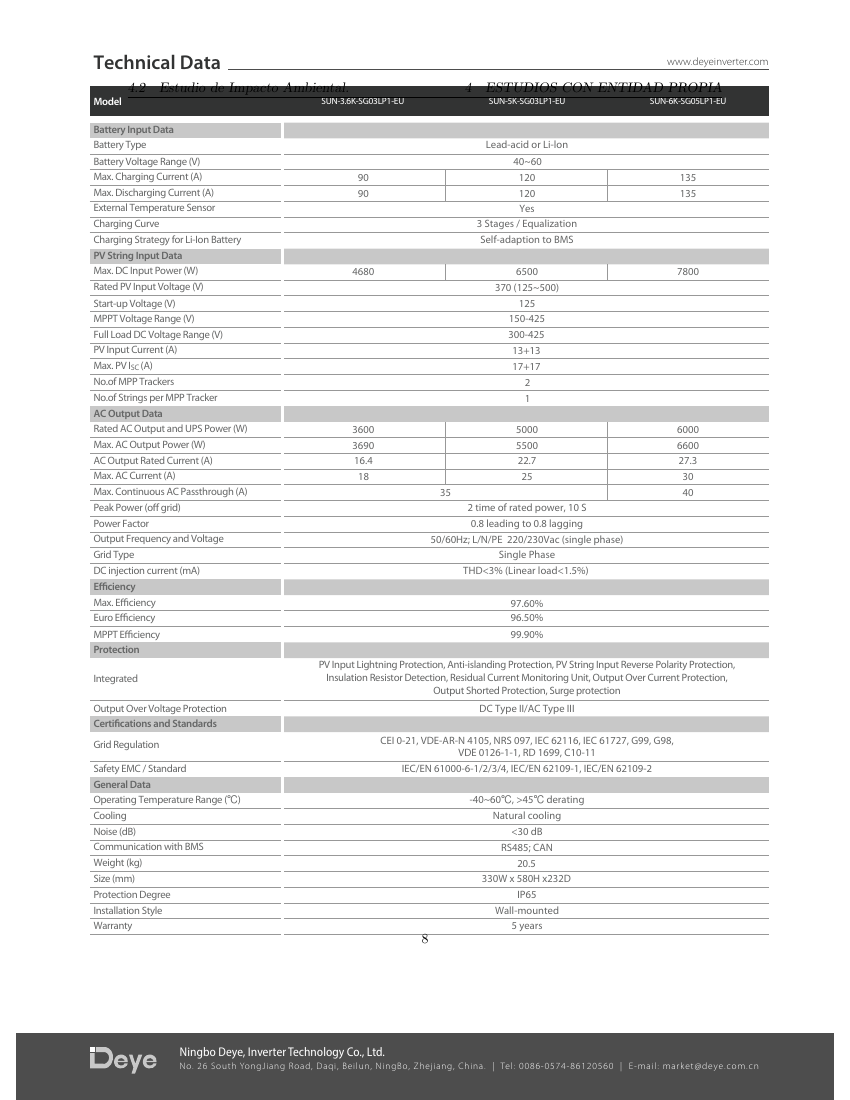 Technical Data
www.deyeinverter.com
4.2 Estudio de Impacto Ambiental. 4 ESTUDIOS CON ENTIDAD PROPIA
Model SUN-3.6K-SG03LP1-EU SUN-5K-SG03LP1-EU SUN-6K-SG05LP1-EU
Battery Input Data
Battery Type Lead-acid or Li-lon
Battery Voltage Range (V) 40~60
Max. Charging Current (A) 90 120 135
Max. Discharging Current (A) 90 120 135
External Temperature Sensor Yes
Charging Curve 3 Stages / Equalization
Charging Strategy for Li-Ion Battery Self-adaption to BMS
PV String Input Data
Max. DC Input Power (W) 4680 6500 7800
Rated PV Input Voltage (V) 370 (125~500)
Start-up Voltage (V) 125
MPPT Voltage Range (V) 150-425
Full Load DC Voltage Range (V) 300-425
PV Input Current (A) 13+13
Max. PV ISC (A) 17+17
No.of MPP Trackers 2
No.of Strings per MPP Tracker 1
AC Output Data
Rated AC Output and UPS Power (W) 3600 5000 6000
Max. AC Output Power (W) 3690 5500 6600
AC Output Rated Current (A) 16.4 22.7 27.3
Max. AC Current (A) 18 25 30
Max. Continuous AC Passthrough (A) 35 40
Peak Power (off grid) 2 time of rated power, 10 S
Power Factor 0.8 leading to 0.8 lagging
Output Frequency and Voltage 50/60Hz; L/N/PE 220/230Vac (single phase)
Grid Type Single Phase
DC injection current (mA) THD<3% (Linear load<1.5%)
Efficiency
Max. Efficiency 97.60%
Euro Efficiency 96.50%
MPPT Efficiency 99.90%
Protection
Integrated PV Input Lightning Protection, Anti-islanding Protection, PV String Input Reverse Polarity Protection,
Insulation Resistor Detection, Residual Current Monitoring Unit, Output Over Current Protection,
Output Shorted Protection, Surge protection
Output Over Voltage Protection DC Type II/AC Type III
Certifications and Standards
Grid Regulation CEI 0-21, VDE-AR-N 4105, NRS 097, IEC 62116, IEC 61727, G99, G98,
VDE 0126-1-1, RD 1699, C10-11
Safety EMC / Standard IEC/EN 61000-6-1/2/3/4, IEC/EN 62109-1, IEC/EN 62109-2
General Data
Operating Temperature Range (℃) -40~60℃, >45℃ derating
Cooling Natural cooling
Noise (dB) <30 dB
Communication with BMS RS485; CAN
Weight (kg) 20.5
Size (mm) 330W x 580H x232D
Protection Degree IP65
Installation Style Wall-mounted
Warranty 5 years
8
Deye
Ningbo Deye, Inverter Technology Co., Ltd.
No. 26 South YongJiang Road, Daqi, Beilun, NingBo, Zhejiang, China. | Tel: 0086-0574-86120560 | E-mail: market@deye.com.cn